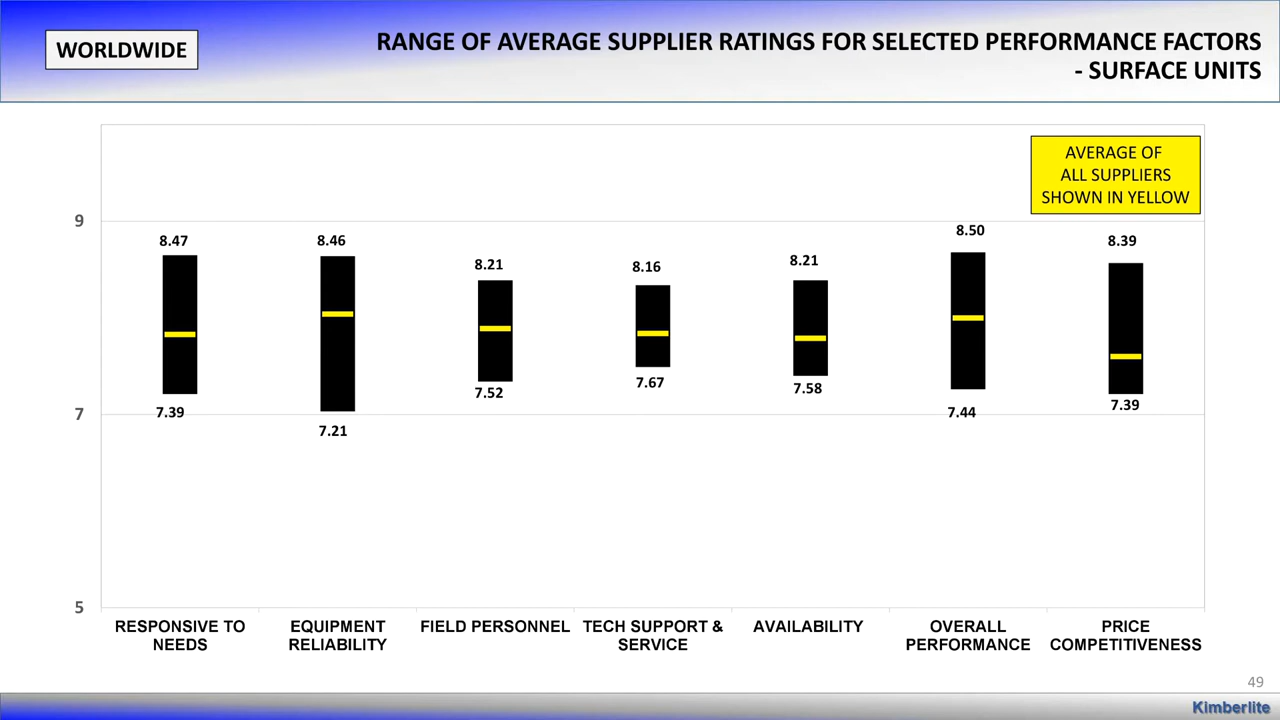 WORLDWIDE
RANGE OF AVERAGE SUPPLIER RATINGS FOR SELECTED PERFORMANCE FACTORS
- SURFACE UNITS
AVERAGE OF
ALL SUPPLIERS
SHOWN IN YELLOW
9
8.47
8.46
8.21
8.16
8.21
8.50
8.39
7
7.39
7.21
7.52
7.67
7.58
7.44
7.39
5
RESPONSIVE TO
NEEDS
EQUIPMENT
RELIABILITY
FIELD PERSONNEL
TECH SUPPORT &
SERVICE
AVAILABILITY
OVERALL
PERFORMANCE
PRICE
COMPETITIVENESS
49
Kimberlite